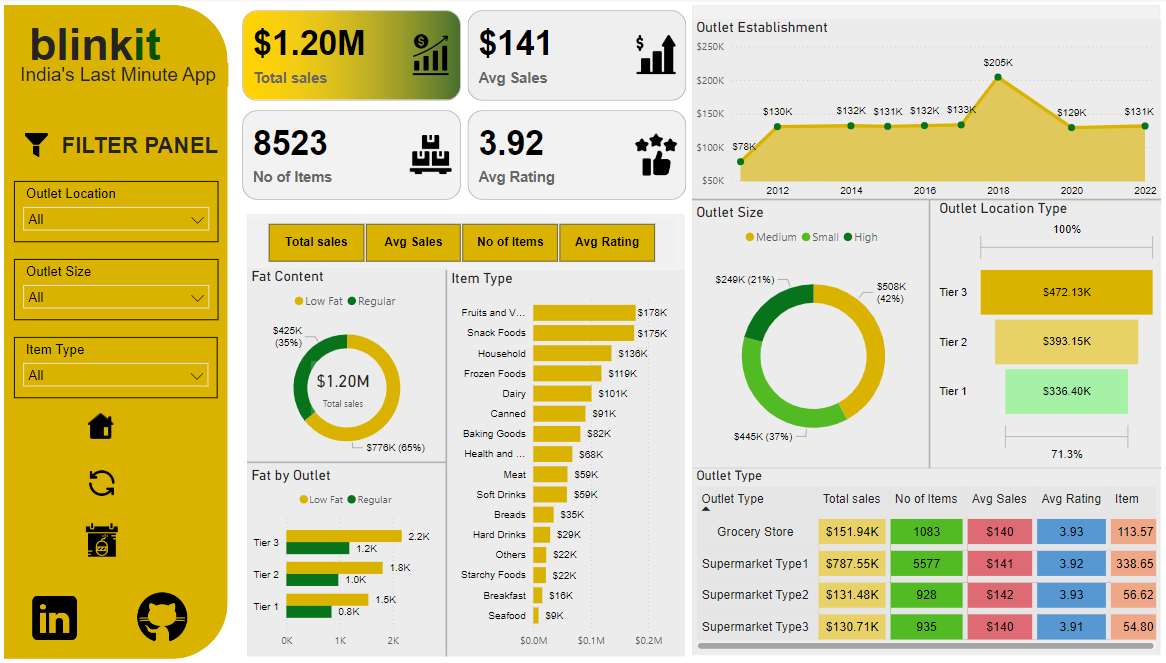 blinkit
India's Last Minute App
FILTER PANEL
Outlet Location
All
Outlet Size
All
Item Type
All
in
$1.20M
Total sales
$
$141
Avg Sales
$
8523
No of Items
3.92
Avg Rating
Total sales Avg Sales No of Items Avg Rating
Fat Content
Low Fat Regular
$425K
(35%)
$1.20M
Total sales
$776K (65%)
Fat by Outlet
Low Fat Regular
Tier 3 2.2K
1.2K
Tier 2 1.8K
1.0K
Tier 1 1.5K
0.8K
0K 1K 2K
Item Type
Fruits and V... $178K
Snack Foods $175K
Household $136K
Frozen Foods $119K
Dairy $101K
Canned $91K
Baking Goods $82K
Health and ... $68K
Meat $59K
Soft Drinks $59K
Breads $35K
Hard Drinks $29K
Others $22K
Starchy Foods $22K
Breakfast $16K
Seafood $9K
$0.0M $0.1M $0.2M
Outlet Establishment
$250K
$200K
$150K
$100K
$50K
$78K $130K $132K $131K $132K $133K $205K $129K $131K
2012 2014 2016 2018 2020 2022
Outlet Size
Medium Small High
$249K (21%)
$508K
(42%)
$445K (37%)
Outlet Location Type
100%
Tier 3 $472.13K
Tier 2 $393.15K
Tier 1 $336.40K
71.3%
Outlet Type
Outlet Type Total sales No of Items Avg Sales Avg Rating Item
Grocery Store $151.94K 1083 $140 3.93 113.57
Supermarket Type1 $787.55K 5577 $141 3.92 338.65
Supermarket Type2 $131.48K 928 $142 3.93 56.62
Supermarket Type3 $130.71K 935 $140 3.91 54.80